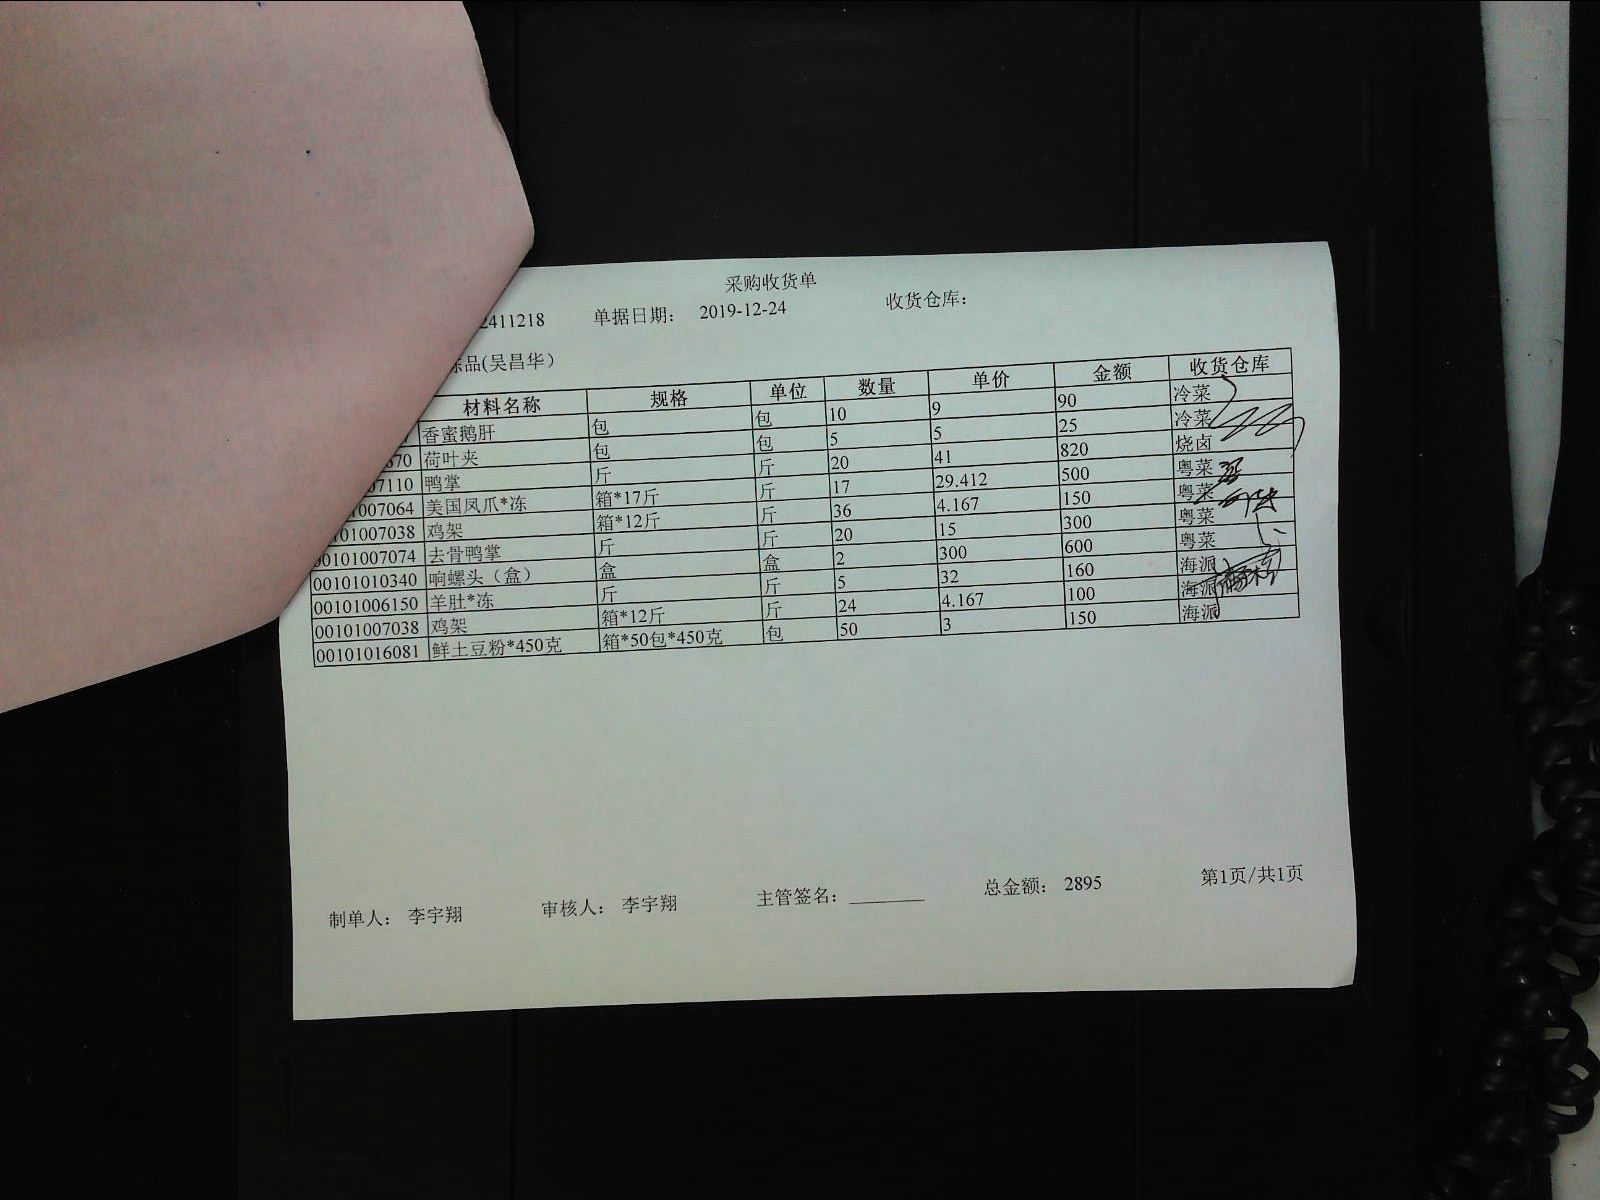 采购收货单
2411218 单据日期: 2019-12-24 收货仓库:
品(吴昌华)
材料名称 规格 单位 数量 单价 金额 收货仓库
香蜜鹅肝 包 包 10 9 90 冷菜
70 荷叶夹 包 包 5 5 25 冷菜
7110 鸭掌 斤 斤 20 41 820 烧卤
1007064 美国凤爪*冻 箱*17斤 斤 17 29.412 500 粤菜
0101007038 鸡架 箱*12斤 斤 36 4.167 150 粤菜
00101007074 去骨鸭掌 斤 斤 20 15 300 粤菜
00101010340 响螺头（盒） 盒 盒 2 300 600 粤菜
00101006150 羊肚*冻 斤 斤 5 32 160 海派
00101007038 鸡架 箱*12斤 斤 24 4.167 100 海派
00101016081 鲜土豆粉*450克 箱*50包*450克 包 50 3 150 海派
制单人: 李宇翔 审核人: 李宇翔 主管签名: 总金额: 2895 第1页/共1页